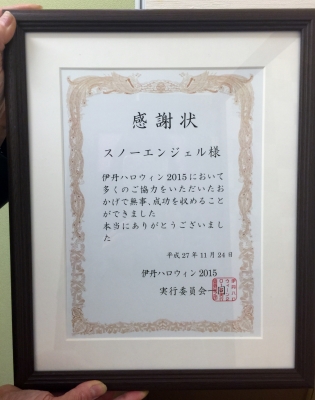 感謝状
スノーエンジェル様
伊丹ハロウィン2015において
多くのご協力をいただいたお
かげで無事、成功を収めること
ができました
本当にありがとうございまし
た
平成27年11月24日
伊丹ハロウィン2015
実行委員会